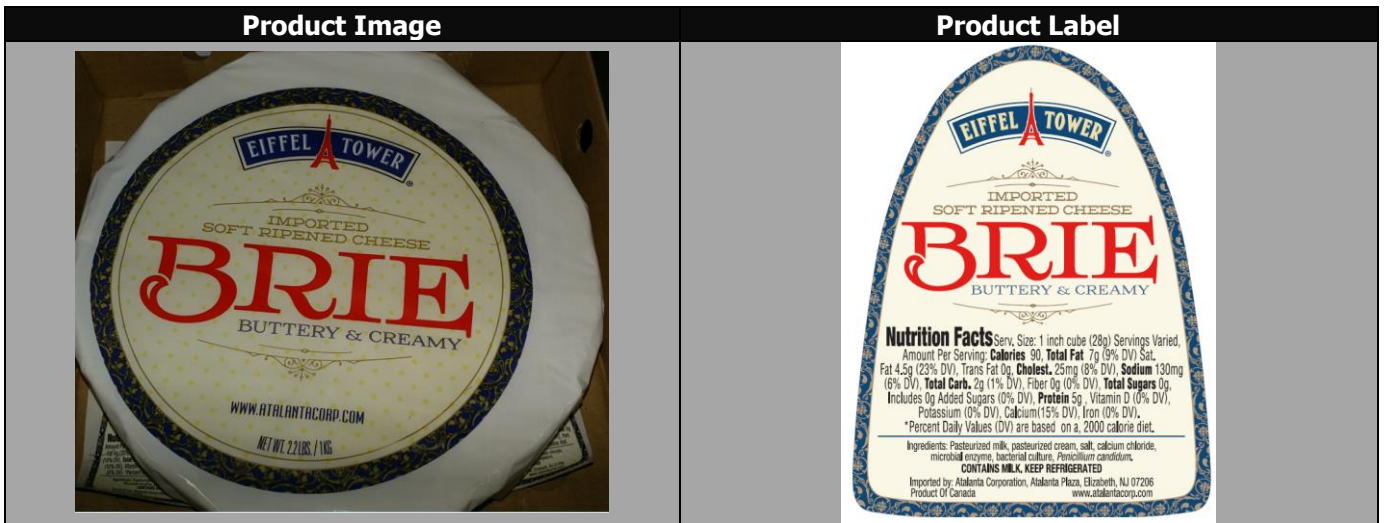 Product Image
EIFFEL TOWER
IMPORTED
SOFT RIPENED CHEESE
BRIE
BUTTERY & CREAMY
WWW.ATALANTACORP.COM
NET WT. 2.2 LBS. / 1KG
Product Label
EIFFEL TOWER®
IMPORTED
SOFT RIPENED CHEESE
BRIE
BUTTERY & CREAMY
Nutrition Facts Serv. Size: 1 inch cube (28g) Servings Varied,
Amount Per Serving: Calories 90, Total Fat 7g (9% DV) Sat.
Fat 4.5g (23% DV), Trans Fat 0g, Cholest. 25mg (8% DV), Sodium 130mg
(6% DV), Total Carb. 2g (1% DV), Fiber 0g (0% DV), Total Sugars 0g,
Includes 0g Added Sugars (0% DV), Protein 5g , Vitamin D (0% DV),
Potassium (0% DV), Calcium(15% DV), Iron (0% DV).
*Percent Daily Values (DV) are based on a, 2000 calorie diet.
Ingredients: Pasteurized milk, pasteurized cream, salt, calcium chloride,
microbial enzyme, bacterial culture, Penicillium candidum.
CONTAINS MILK, KEEP REFRIGERATED
Imported by: Atalanta Corporation, Atalanta Plaza, Elizabeth, NJ 07206
Product Of Canada www.atalantacorp.com